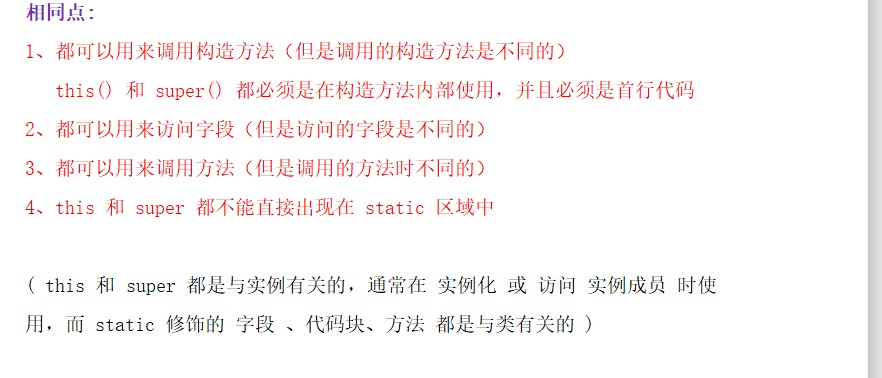 相同点:
1、都可以用来调用构造方法（但是调用的构造方法是不同的）
this() 和 super() 都必须是在构造方法内部使用，并且必须是首行代码
2、都可以用来访问字段（但是访问的字段是不同的）
3、都可以用来调用方法（但是调用的方法时不同的）
4、this 和 super 都不能直接出现在 static 区域中
( this 和 super 都是与实例有关的，通常在 实例化 或 访问 实例成员 时使
用，而 static 修饰的 字段 、代码块、方法 都是与类有关的 )